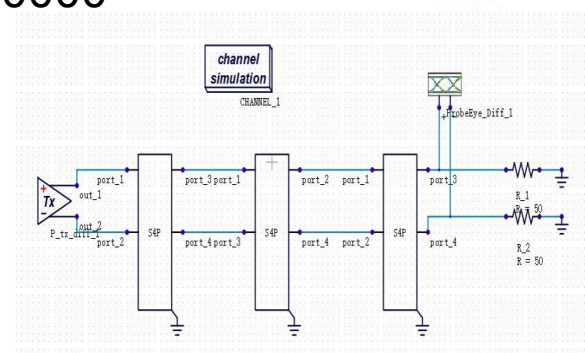 channel
simulation
CHANNEL_1
ProbeEye_Diff_1
+
Tx
-
out_1
out_2
P_tx_diff_1
port_1
port_2
S4P
port_3
port_4
port_1
port_3
S4P
port_2
port_4
port_2
S4P
port_3
port_4
R_1
R = 50
R_2
R = 50